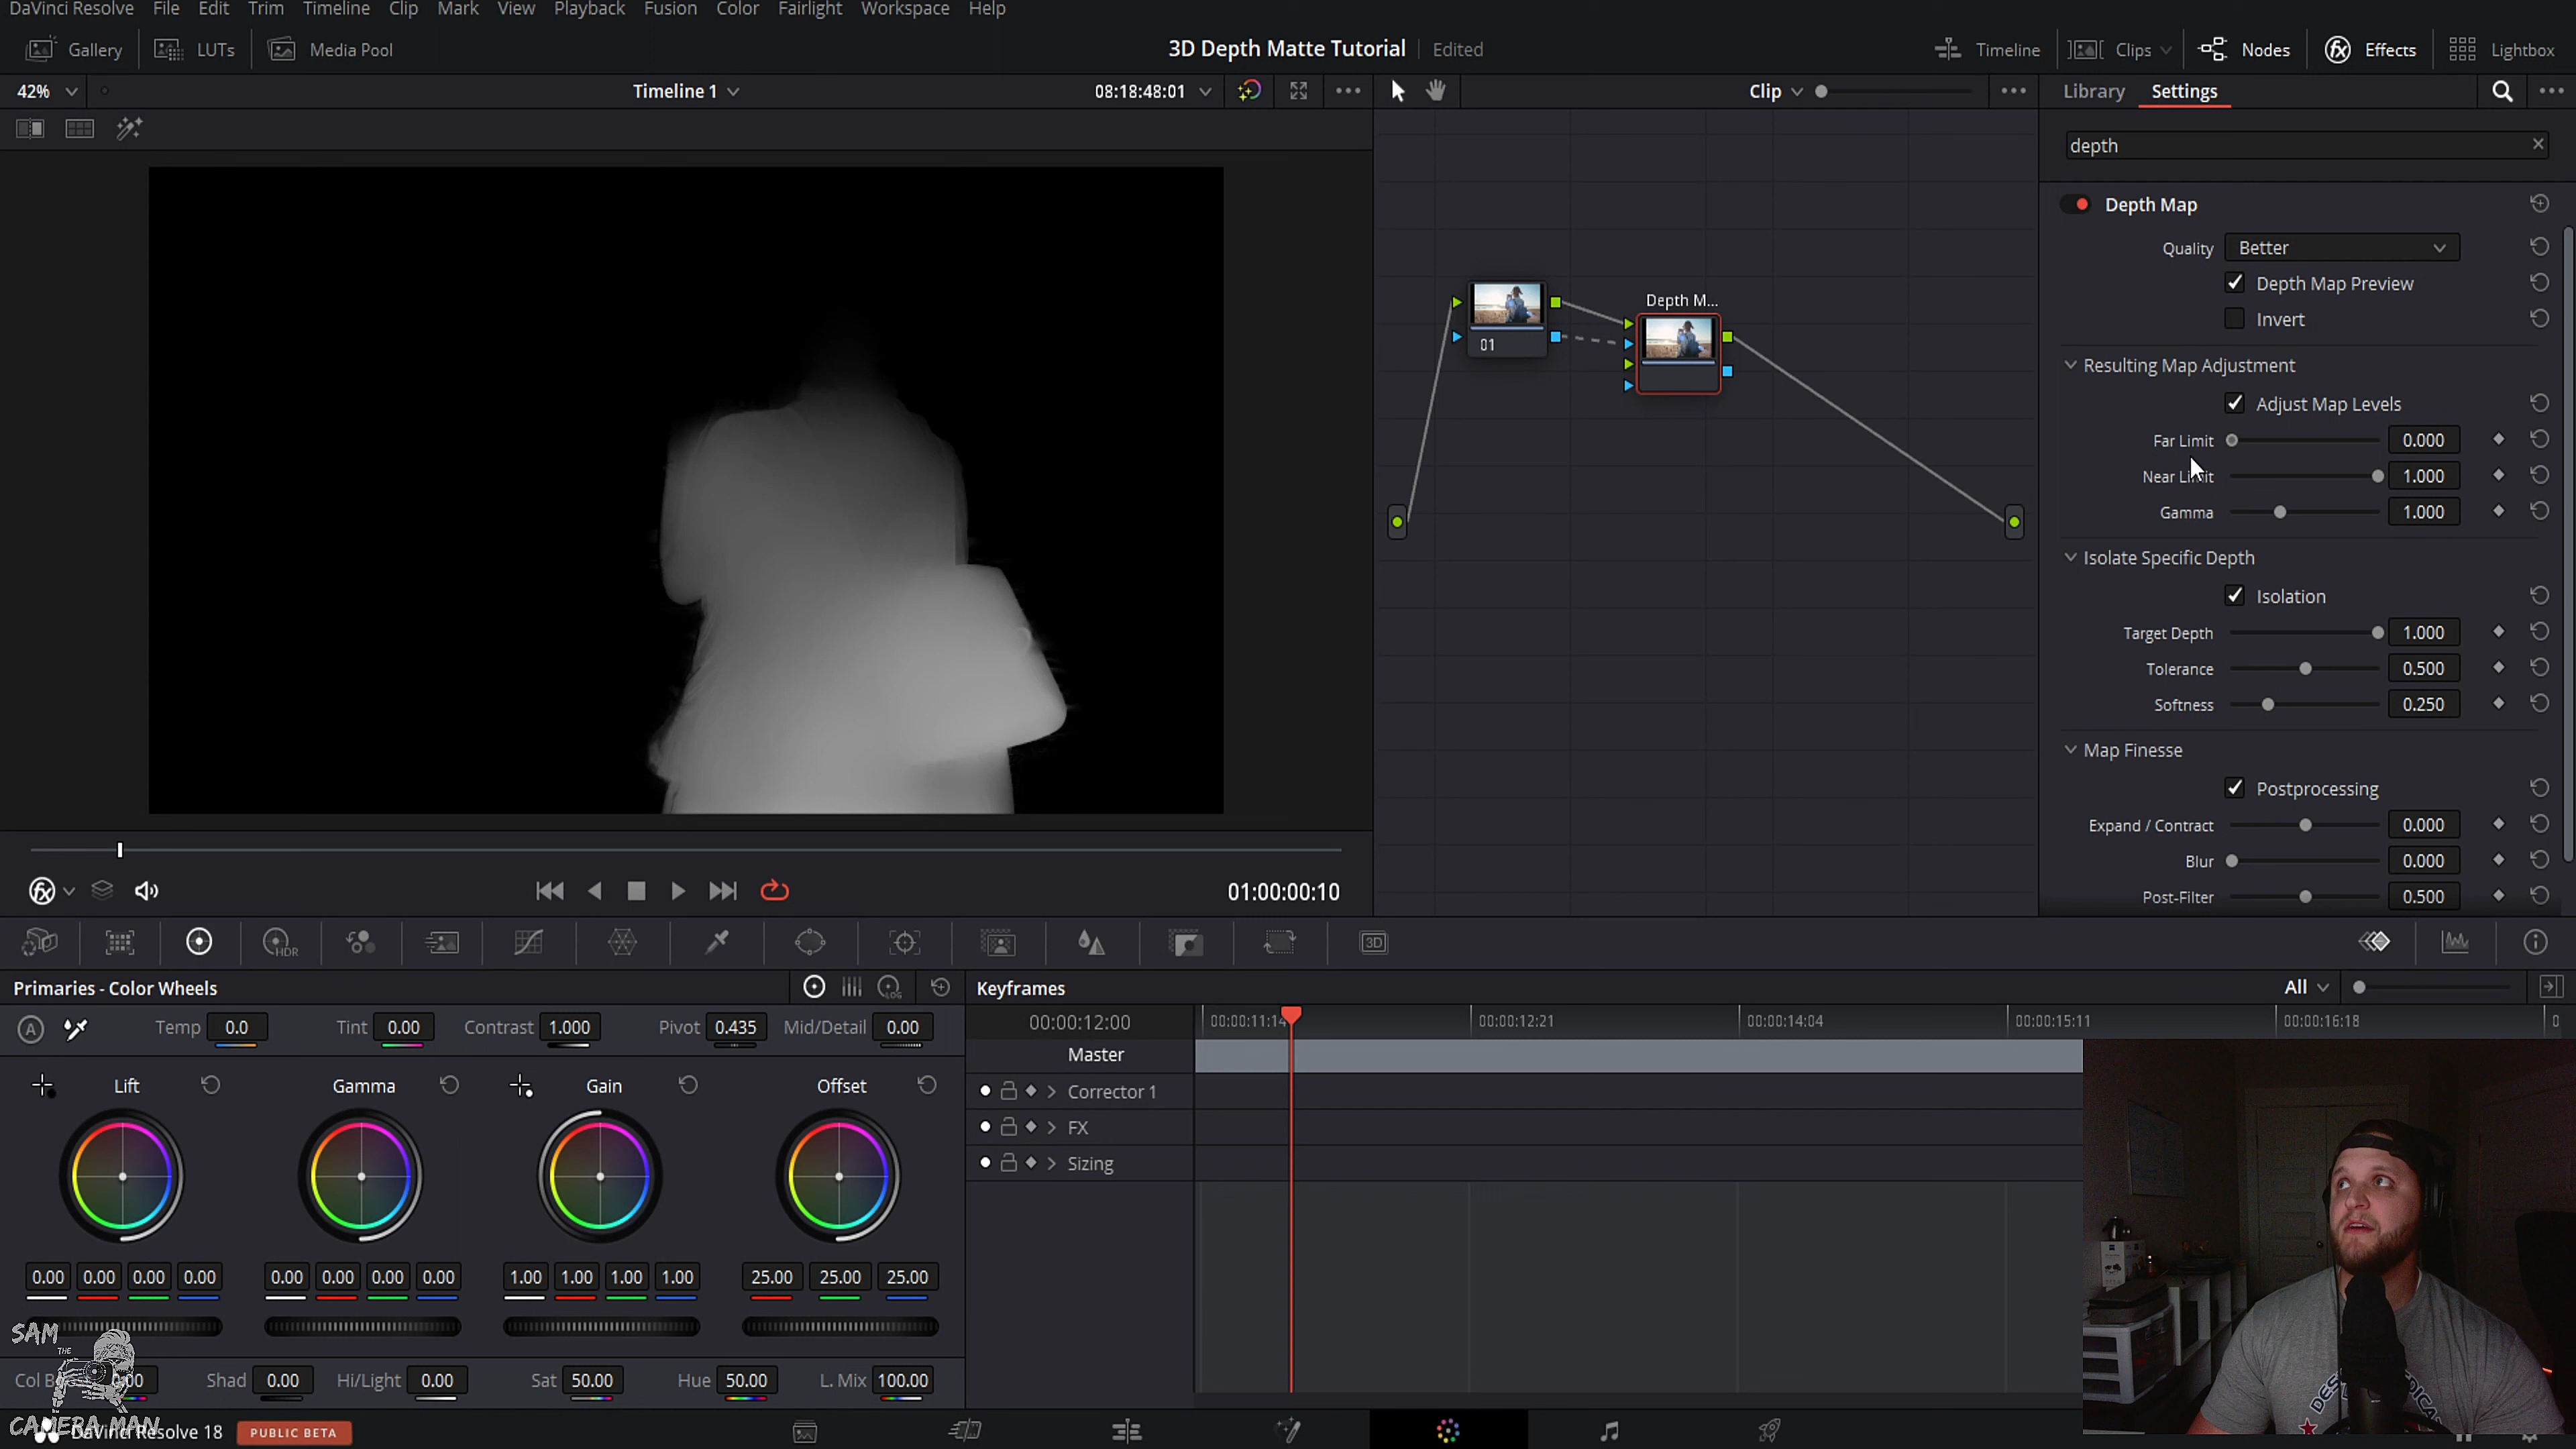 DaVinci Resolve File Edit Trim Timeline Clip Mark View Playback Fusion Color Fairlight Workspace Help
Gallery LUTs Media Pool 3D Depth Matte Tutorial Edited Timeline Clips Nodes Effects Lightbox
42% Timeline 1 08:18:48:01 Clip Library Settings
depth
Depth Map
Quality Better
Depth Map Preview
Invert
Resulting Map Adjustment
Adjust Map Levels
Far Limit 0.000
Near Limit 1.000
Gamma 1.000
Isolate Specific Depth
Isolation
Target Depth 1.000
Tolerance 0.500
Softness 0.250
Map Finesse
Postprocessing
Expand / Contract 0.000
Blur 0.000
Post-Filter 0.500
Depth M...
01
01:00:00:10
HDR
3D
Primaries - Color Wheels
LOG
Keyframes All
A Temp 0.0 Tint 0.00 Contrast 1.000 Pivot 0.435 Mid/Detail 0.00
00:00:12:00 00:00:11:14 00:00:12:21 00:00:14:04 00:00:15:11 00:00:16:18 0
Master
Lift Gamma Gain Offset
Corrector 1
FX
Sizing
0.00 0.00 0.00 0.00 0.00 0.00 0.00 0.00 1.00 1.00 1.00 1.00 25.00 25.00 25.00
SAM
THE
Shad 0.00 Hi/Light 0.00 Sat 50.00 Hue 50.00 L. Mix 100.00
CAMERA MAN
DaVinci Resolve 18 PUBLIC BETA